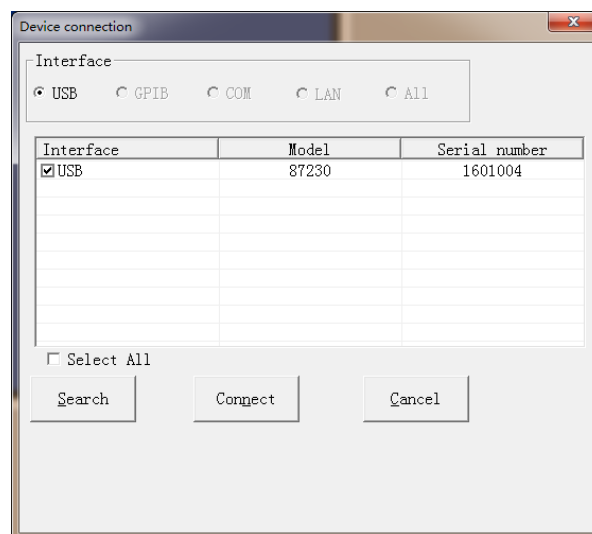 Device connection
Interface
USB GPIB COM LAN All
Interface Model Serial number
USB 87230 1601004
Select All
Search Connect Cancel